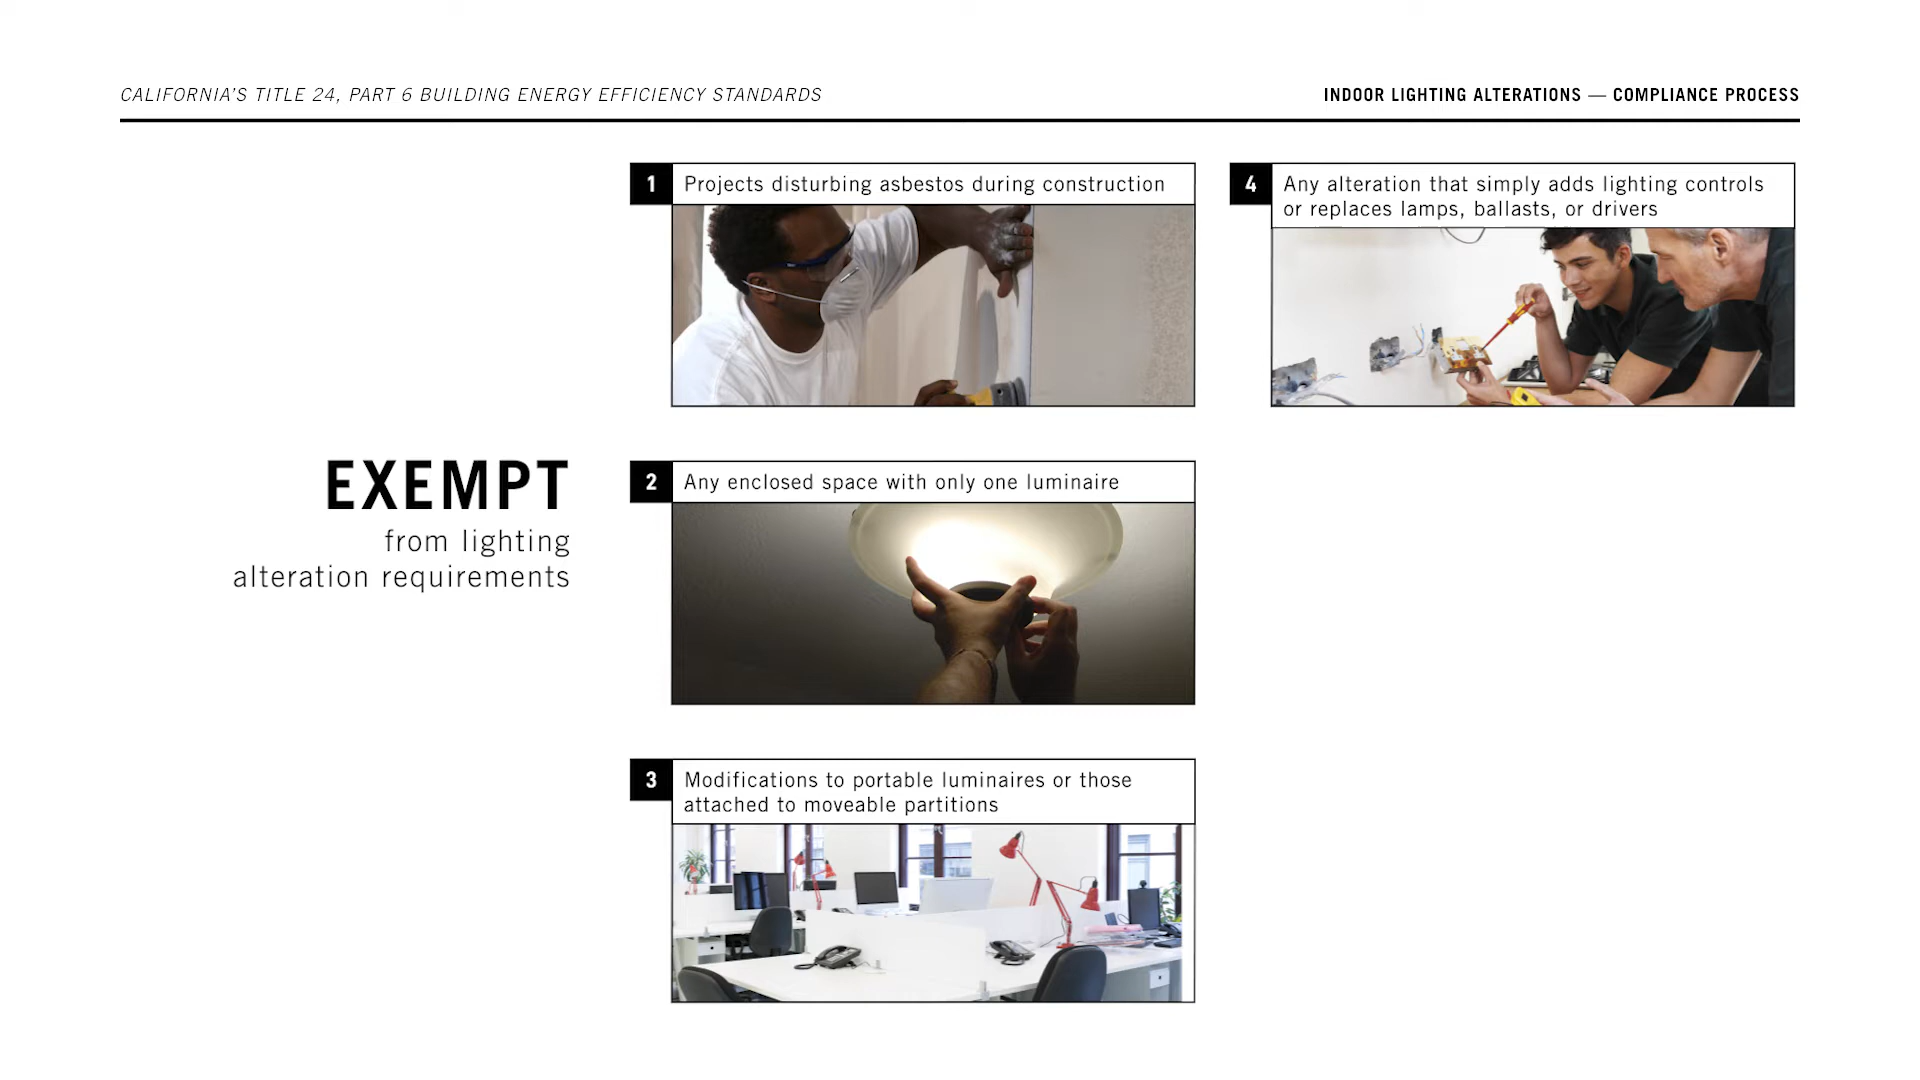 CALIFORNIA'S TITLE 24, PART 6 BUILDING ENERGY EFFICIENCY STANDARDS
INDOOR LIGHTING ALTERATIONS — COMPLIANCE PROCESS
EXEMPT
from lighting
alteration requirements
1
Projects disturbing asbestos during construction
2
Any enclosed space with only one luminaire
3
Modifications to portable luminaires or those
attached to moveable partitions
4
Any alteration that simply adds lighting controls
or replaces lamps, ballasts, or drivers